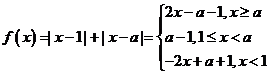 f(x)=|x-1|+|x-a|={2x-a-1,x≥a
a-1,1≤x<a
-2x+a+1,x<1